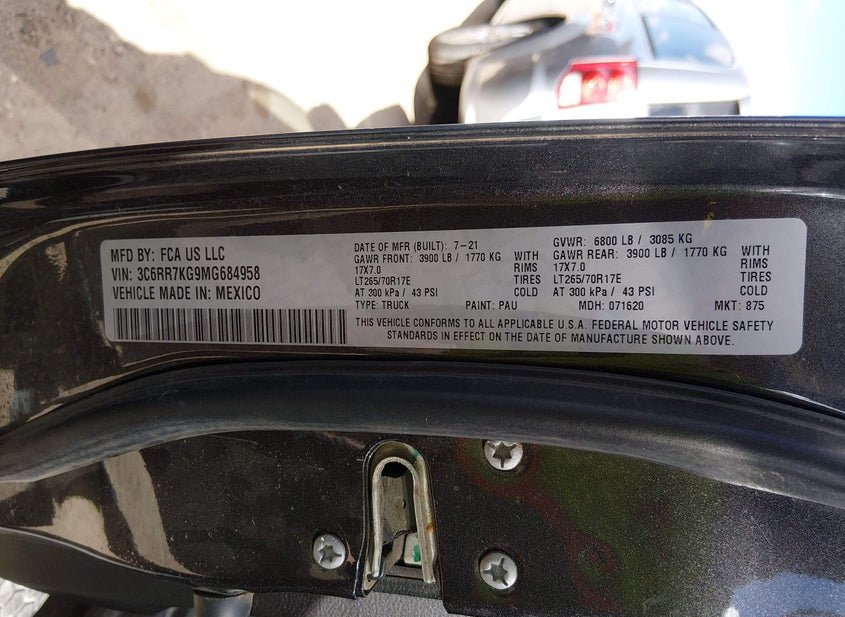 MFD BY: FCA US LLC
VIN: 3C6RR7KG9MG684958
VEHICLE MADE IN: MEXICO
DATE OF MFR (BUILT): 7-21
GAWR FRONT: 3900 LB / 1770 KG WITH
17X7.0 RIMS
LT265/70R17E TIRES
AT 300 kPa / 43 PSI COLD
TYPE: TRUCK PAINT: PAU
GVWR: 6800 LB / 3085 KG
GAWR REAR: 3900 LB / 1770 KG WITH
17X7.0 RIMS
LT265/70R17E TIRES
AT 300 kPa / 43 PSI COLD
MDH: 071620 MKT: 875
THIS VEHICLE CONFORMS TO ALL APPLICABLE U.S.A. FEDERAL MOTOR VEHICLE SAFETY
STANDARDS IN EFFECT ON THE DATE OF MANUFACTURE SHOWN ABOVE.